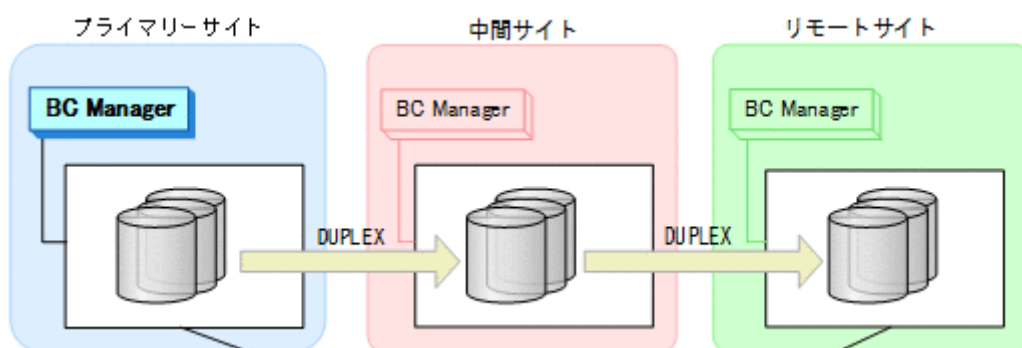 プライマリーサイト
中間サイト
リモートサイト
BC Manager
BC Manager
BC Manager
DUPLEX
DUPLEX